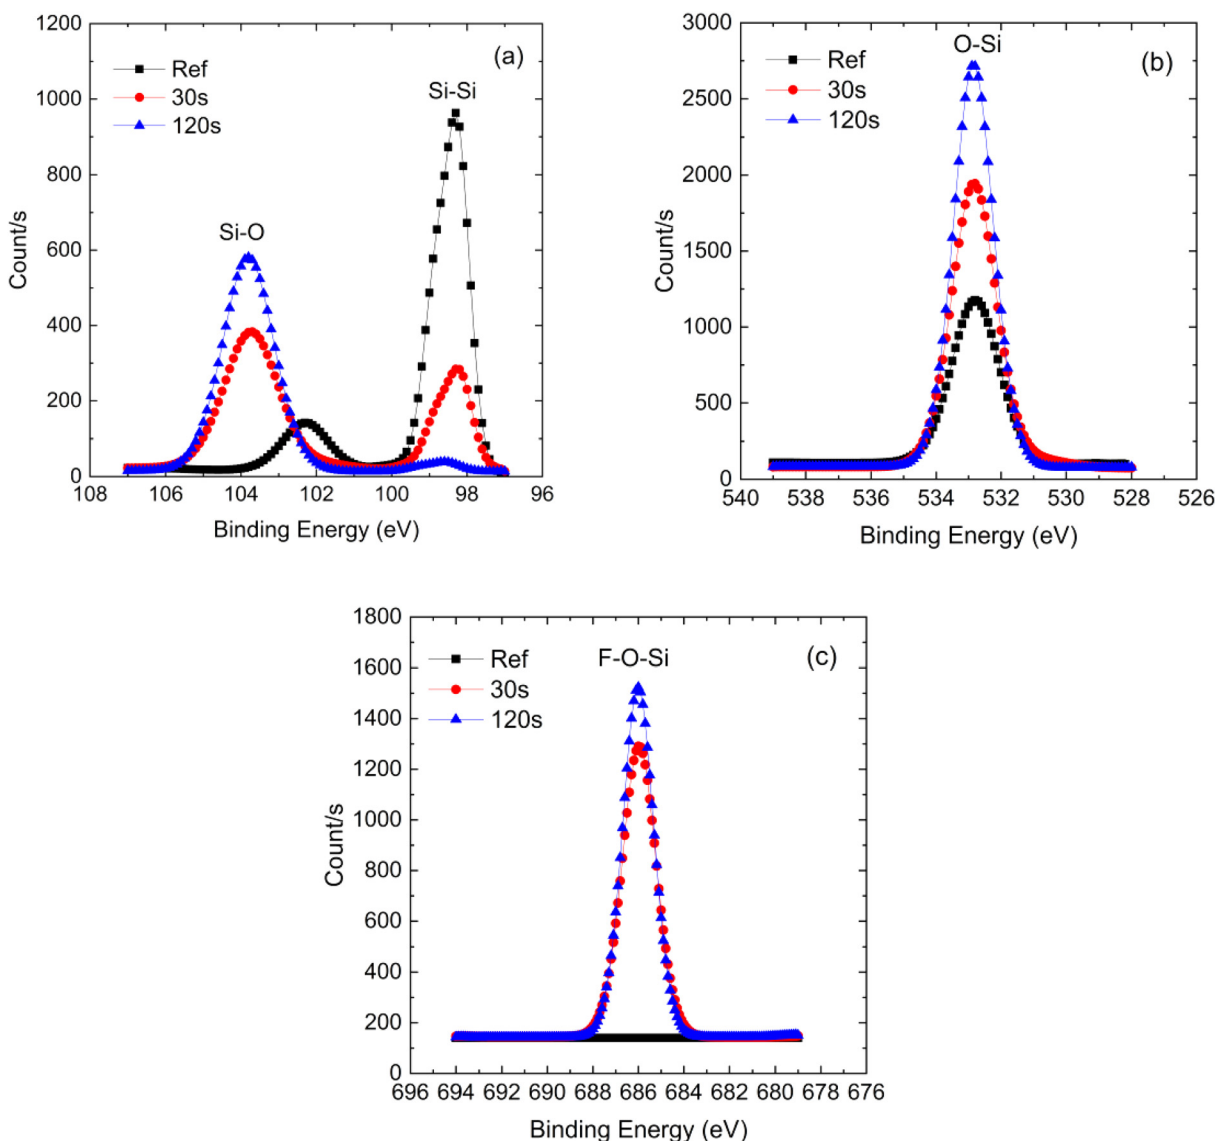 1200
1000
800
600
400
200
0
Count/s
Ref
30s
120s
(a)
Si-Si
Si-O
108 106 104 102 100 98 96
Binding Energy (eV)
3000
2500
2000
1500
1000
500
0
Count/s
O-Si
Ref
30s
120s
(b)
540 538 536 534 532 530 528 526
Binding Energy (eV)
1800
1600
1400
1200
1000
800
600
400
200
0
Count/s
Ref
30s
120s
F-O-Si
(c)
696 694 692 690 688 686 684 682 680 678 676
Binding Energy (eV)